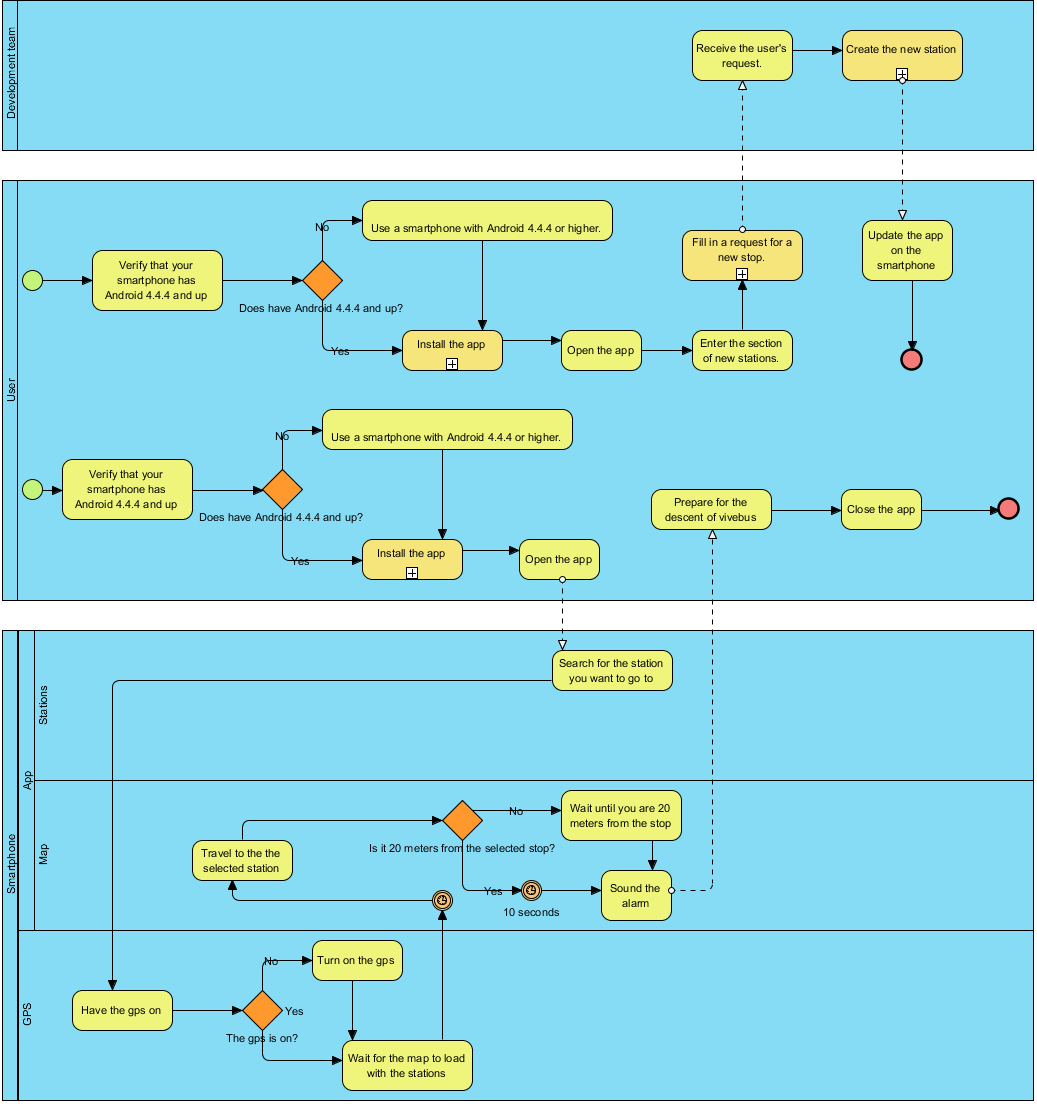 Development team
Receive the user's
request.
Create the new station
User
Verify that your
smartphone has
Android 4.4.4 and up
No
Does have Android 4.4.4 and up?
Yes
Use a smartphone with Android 4.4.4 or higher.
Install the app
Open the app
Enter the section
of new stations.
Fill in a request for a
new stop.
Update the app
on the
smartphone
Verify that your
smartphone has
Android 4.4.4 and up
No
Does have Android 4.4.4 and up?
Yes
Use a smartphone with Android 4.4.4 or higher.
Install the app
Open the app
Prepare for the
descent of vivebus
Close the app
Smartphone
App
Stations
Search for the station
you want to go to
Map
Travel to the the
selected station
Is it 20 meters from the selected stop?
No
Wait until you are 20
meters from the stop
Yes
10 seconds
Sound the
alarm
GPS
Have the gps on
No
Yes
The gps is on?
Turn on the gps
Wait for the map to load
with the stations